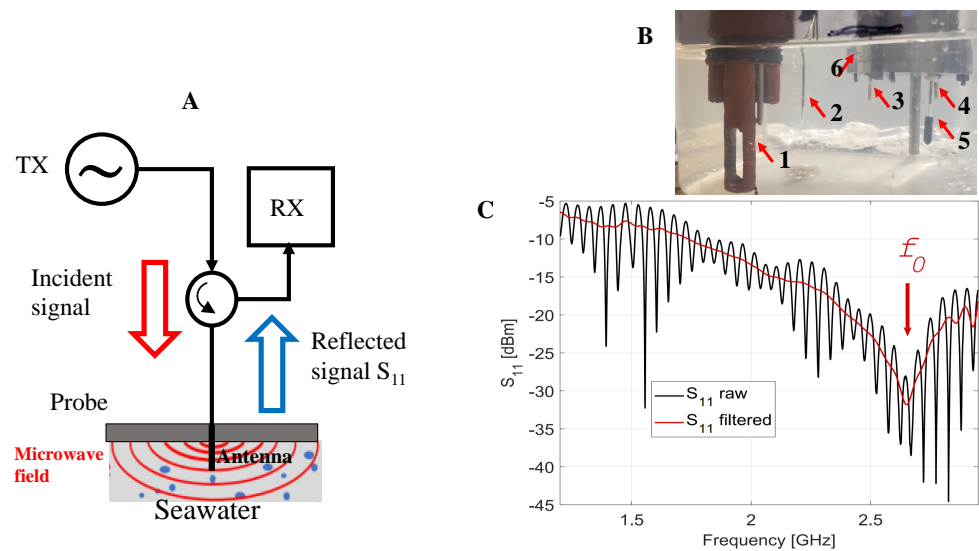 A
TX
RX
Incident
signal
Reflected
signal S₁₁
Probe
Microwave
field
Antenna
Seawater
B
6
3
4
2
5
1
C
-5
-10
-15
-20
-25
-30
-35
-40
-45
S₁₁ [dBm]
f₀
S₁₁ raw
S₁₁ filtered
1.5
2
2.5
Frequency [GHz]